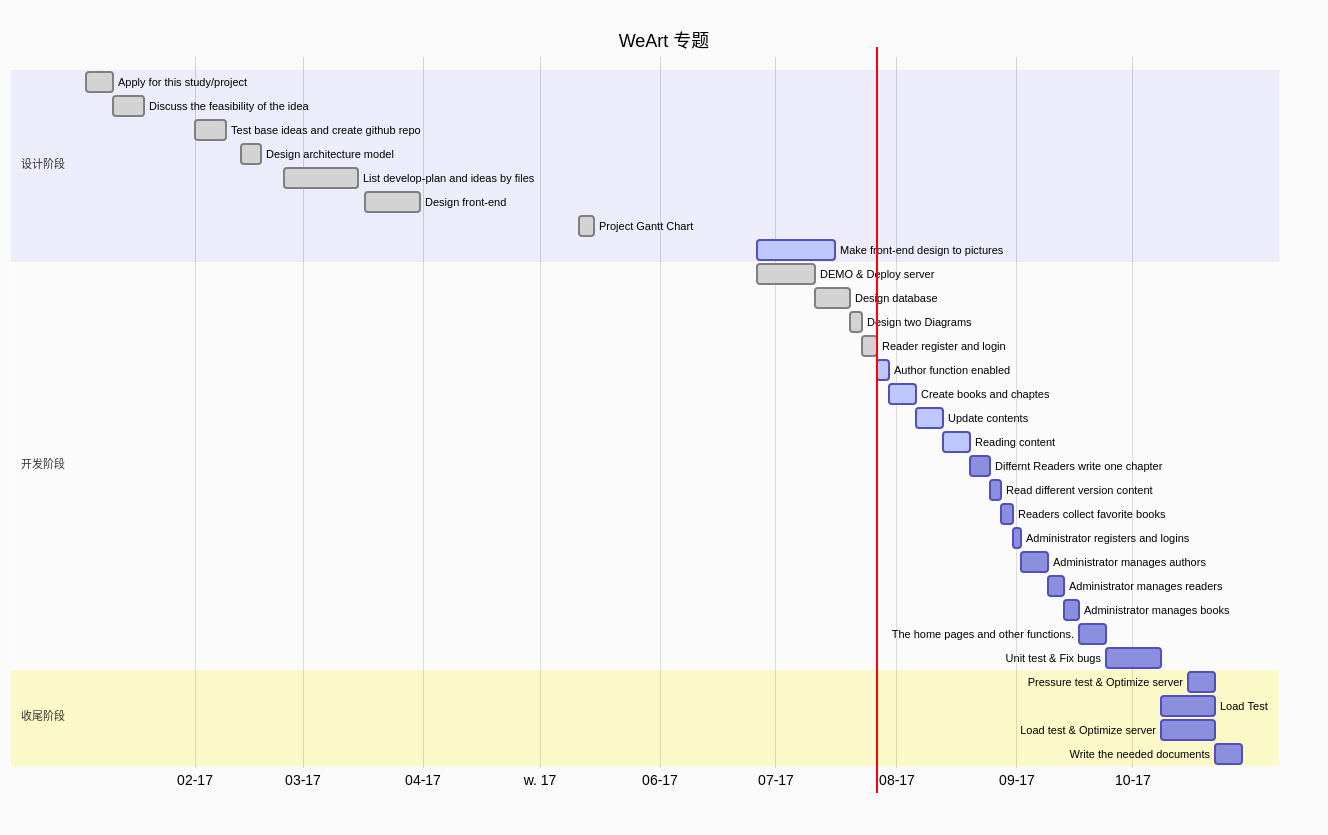 WeArt 专题
Apply for this study/project
Discuss the feasibility of the idea
Test base ideas and create github repo
Design architecture model
设计阶段
List develop-plan and ideas by files
Design front-end
Project Gantt Chart
Make front-end design to pictures
DEMO & Deploy server
Design database
Design two Diagrams
Reader register and login
Author function enabled
Create books and chaptes
Update contents
Reading content
开发阶段
Differnt Readers write one chapter
Read different version content
Readers collect favorite books
Administrator registers and logins
Administrator manages authors
Administrator manages readers
Administrator manages books
The home pages and other functions.
Unit test & Fix bugs
Pressure test & Optimize server
Load Test
收尾阶段
Load test & Optimize server
Write the needed documents
02-17 03-17 04-17 w. 17 06-17 07-17 08-17 09-17 10-17